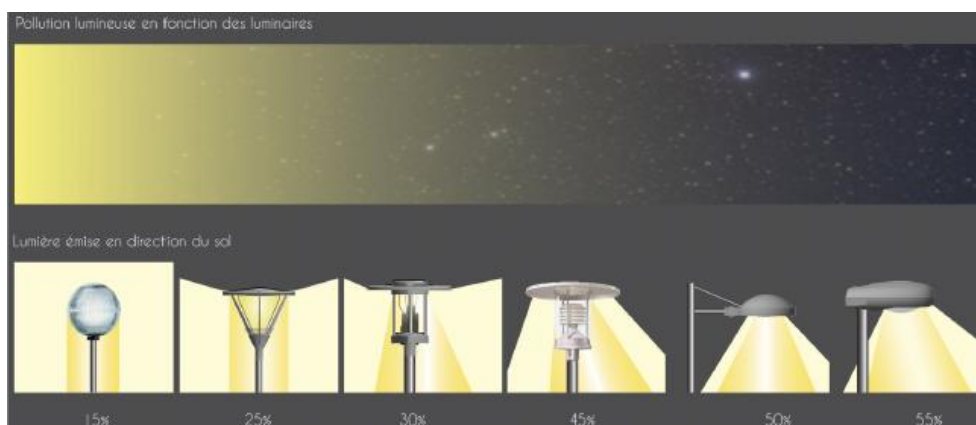 Pollution lumineuse en fonction des luminaires
Lumière émise en direction du sol
15% 25% 30% 45% 50% 55%